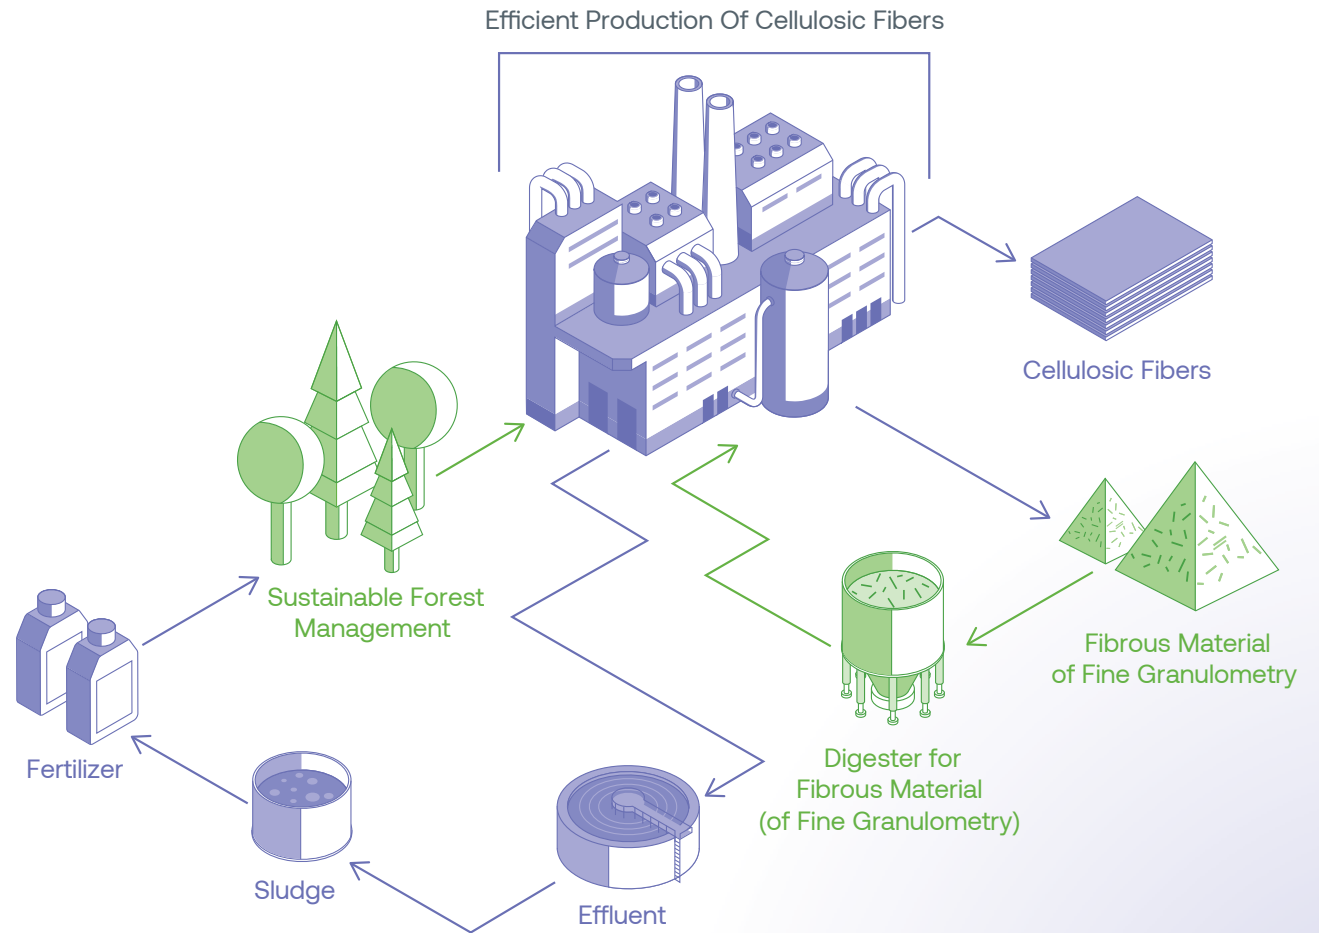 Efficient Production Of Cellulosic Fibers
Cellulosic Fibers
Sustainable Forest
Management
Fibrous Material
of Fine Granulometry
Digester for
Fibrous Material
(of Fine Granulometry)
Fertilizer
Sludge
Effluent